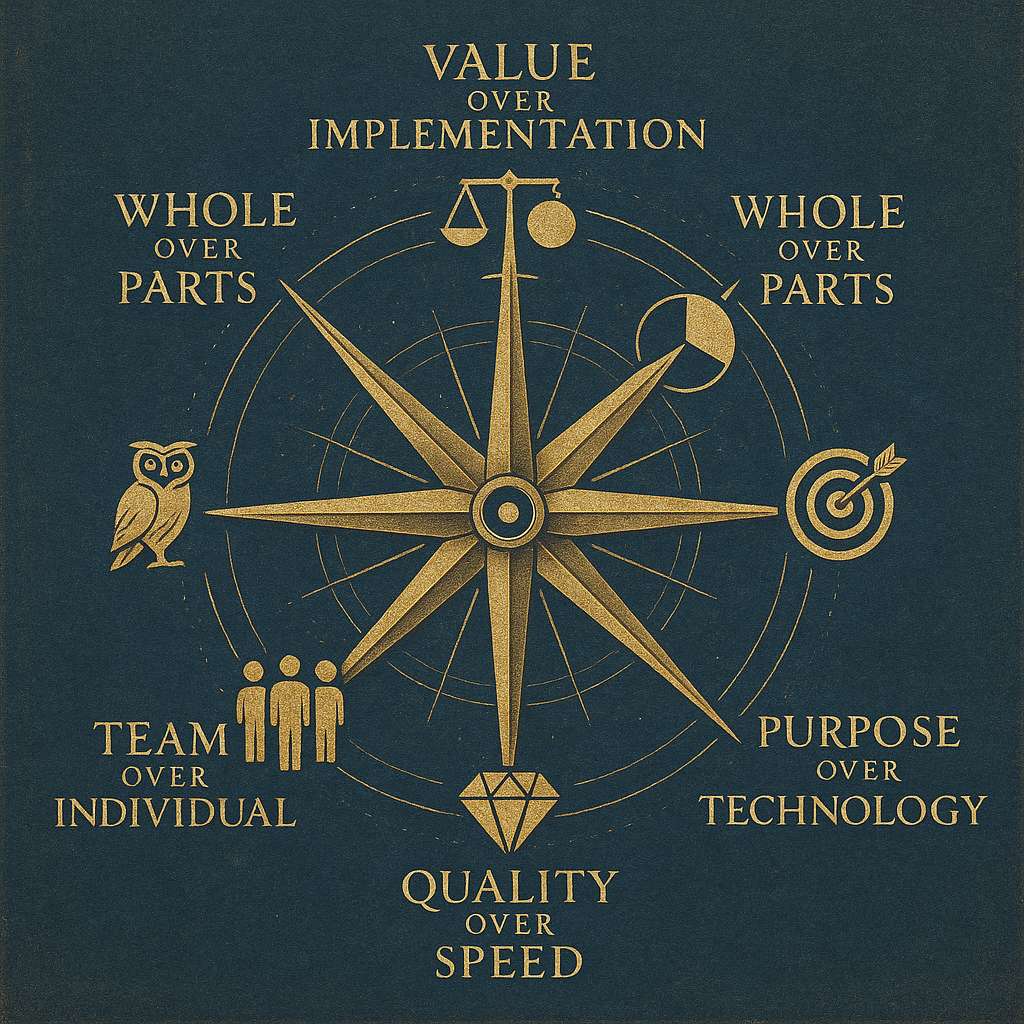 VALUE
OVER
IMPLEMENTATION
WHOLE
OVER
PARTS
WHOLE
OVER
PARTS
TEAM
OVER
INDIVIDUAL
PURPOSE
OVER
TECHNOLOGY
QUALITY
OVER
SPEED